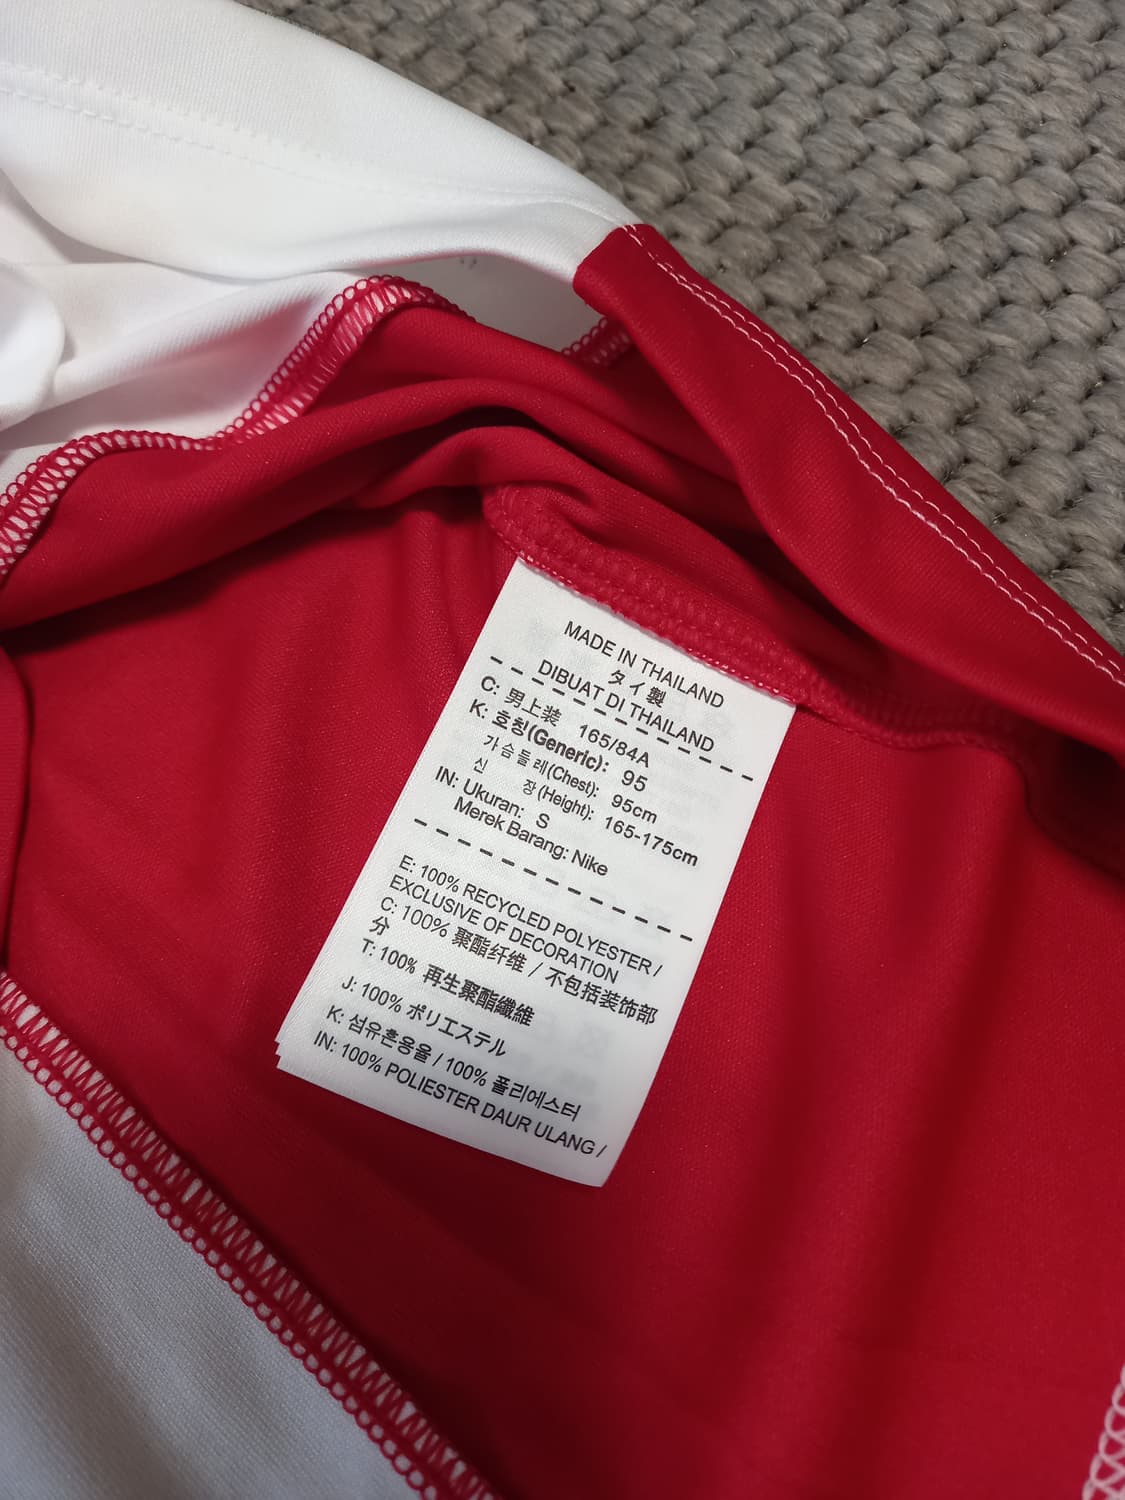 MADE IN THAILAND
タイ製
DIBUAT DI THAILAND
C: 男上装 165/84A
K: 호칭(Generic): 95
가슴둘레(Chest): 95cm
신 장(Height): 165-175cm
IN: Ukuran: S
Merek Barang: Nike
E: 100% RECYCLED POLYESTER /
EXCLUSIVE OF DECORATION
C: 100% 聚酯纤维 / 不包括装饰部
分
T: 100% 再生聚酯纖維
J: 100% ポリエステル
K: 섬유혼용율 / 100% 폴리에스터
IN: 100% POLIESTER DAUR ULANG /